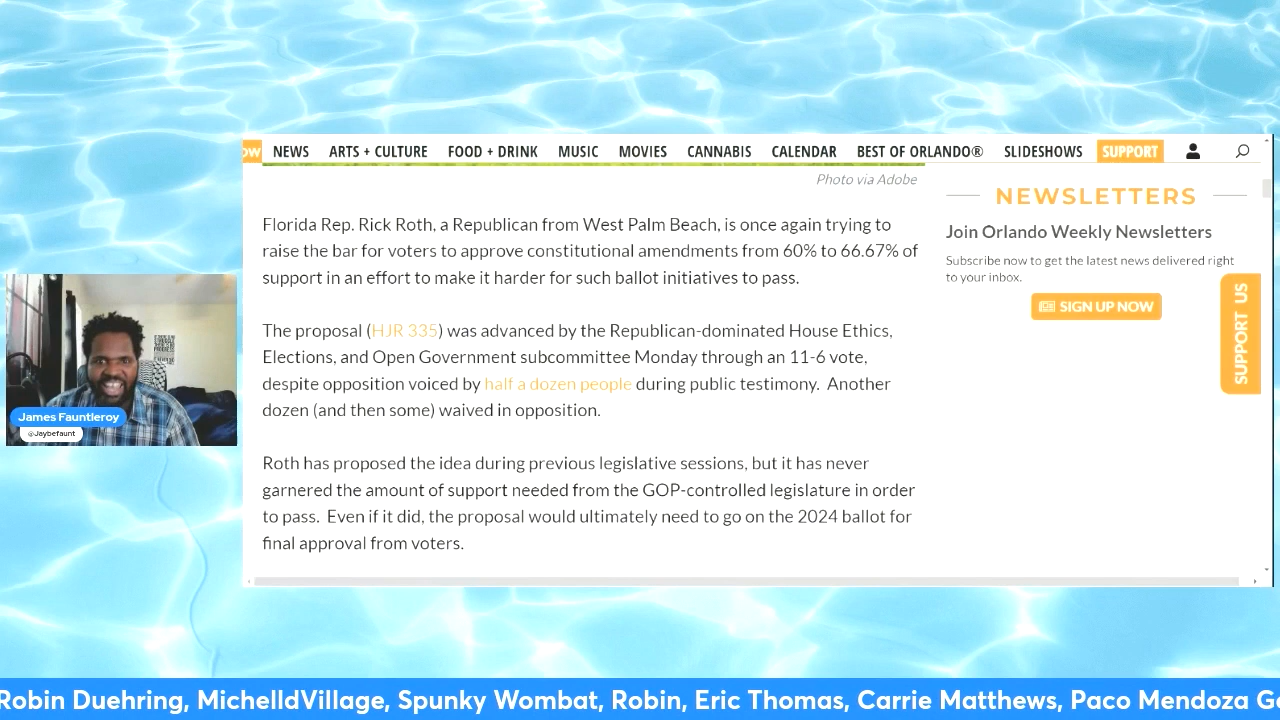 OW NEWS ARTS + CULTURE FOOD + DRINK MUSIC MOVIES CANNABIS CALENDAR BEST OF ORLANDO® SLIDESHOWS SUPPORT
Photo via Adobe
Florida Rep. Rick Roth, a Republican from West Palm Beach, is once again trying to
raise the bar for voters to approve constitutional amendments from 60% to 66.67% of
support in an effort to make it harder for such ballot initiatives to pass.
The proposal (HJR 335) was advanced by the Republican-dominated House Ethics,
Elections, and Open Government subcommittee Monday through an 11-6 vote,
despite opposition voiced by half a dozen people during public testimony. Another
dozen (and then some) waived in opposition.
Roth has proposed the idea during previous legislative sessions, but it has never
garnered the amount of support needed from the GOP-controlled legislature in order
to pass. Even if it did, the proposal would ultimately need to go on the 2024 ballot for
final approval from voters.
NEWSLETTERS
Join Orlando Weekly Newsletters
Subscribe now to get the latest news delivered right
to your inbox.
SIGN UP NOW
SUPPORT US
James Fauntleroy
@Jaybefaunt
Robin Duehring, MichelldVillage, Spunky Wombat, Robin, Eric Thomas, Carrie Matthews, Paco Mendoza G